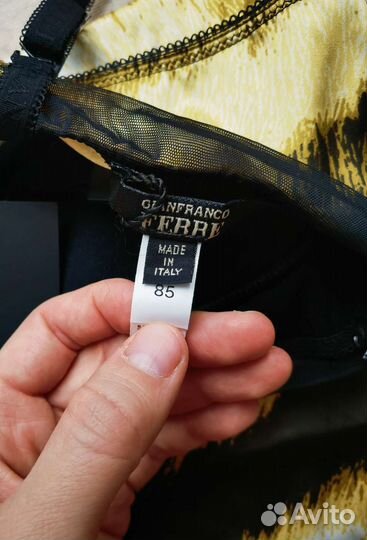 GIANFRANCO
FERRE
MADE
IN
ITALY
85
Avito